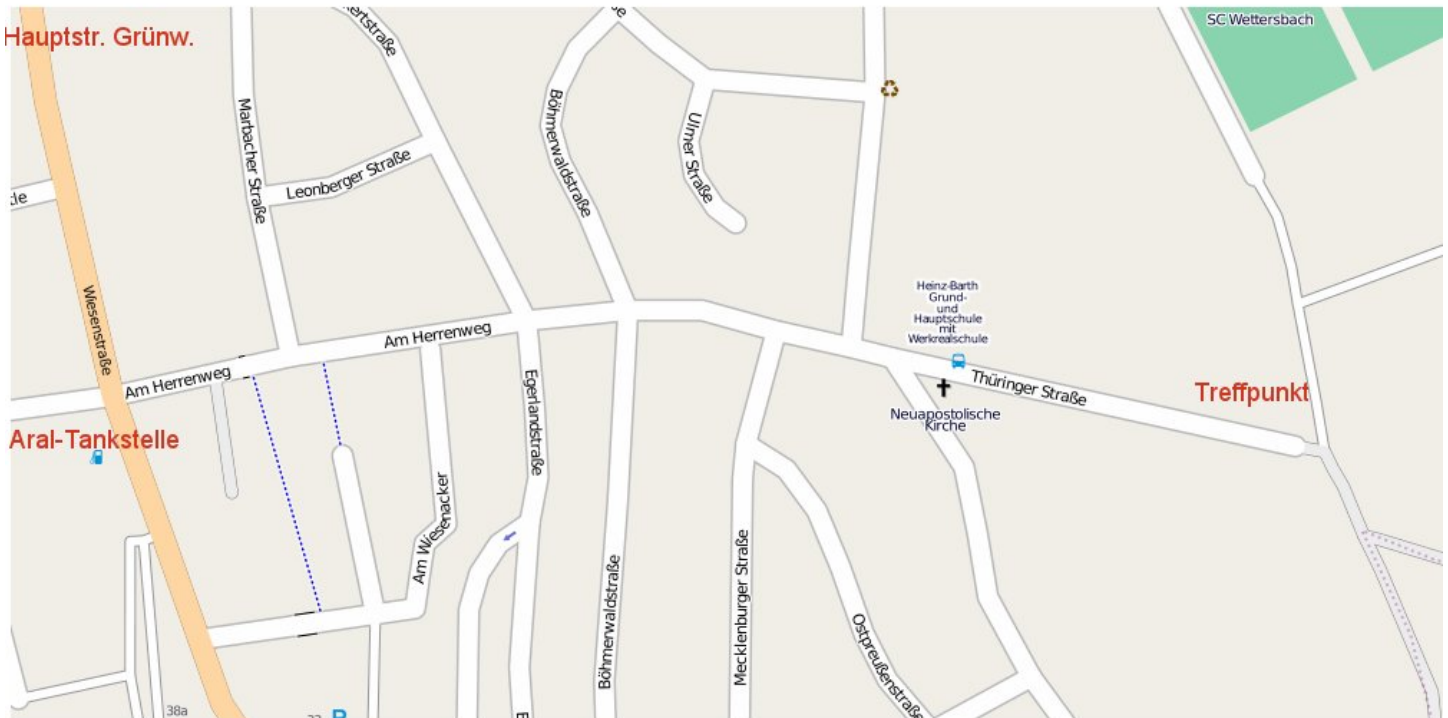 SC Wettersbach
Hauptstr. Grünw.
ertstraße
Marbacher Straße
Böhmerwaldstraße
Ulmer Straße
Leonberger Straße
Wiesenstraße
Heinz-Barth
Grund-
und
Hauptschule
mit
Werkrealschule
Am Herrenweg
Am Herrenweg
Thüringer Straße
Treffpunkt
Neuapostolische
Kirche
Egerlandstraße
Aral-Tankstelle
Am Wiesenacker
Böhmerwaldstraße
Mecklenburger Straße
Ostpreußenstraße
38a
P